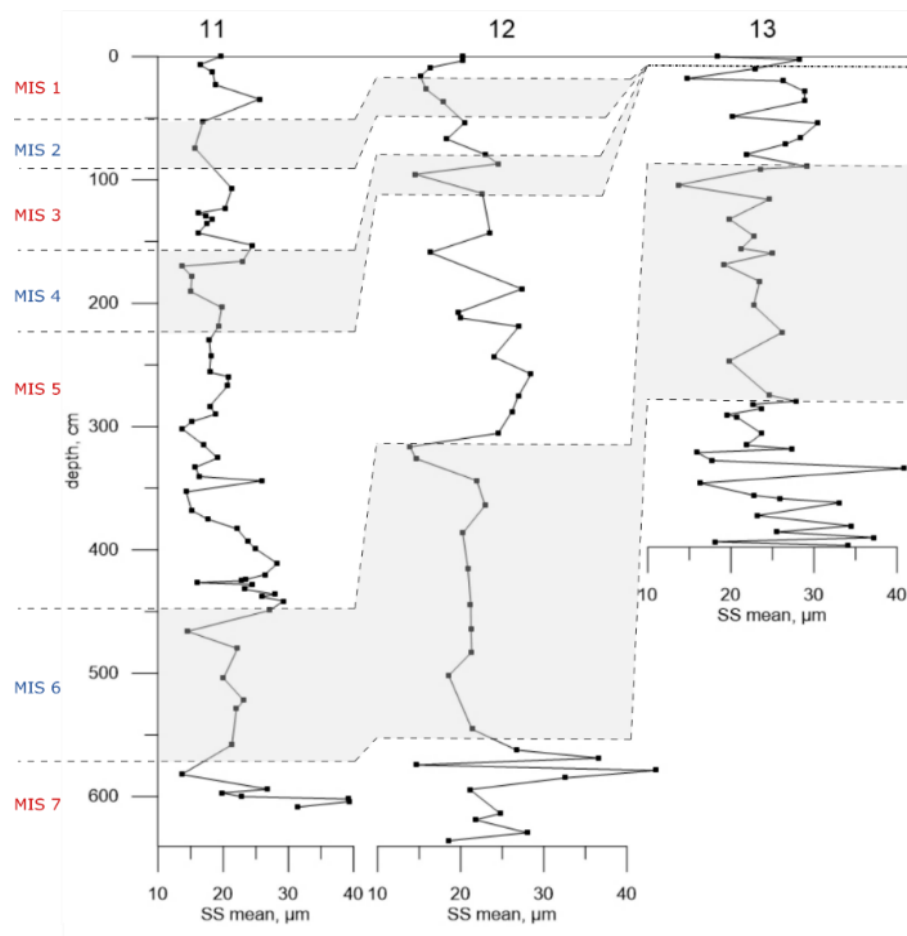 11 12 13
0
MIS 1
MIS 2
100
MIS 3
200
MIS 4
MIS 5
300
depth, cm
400
500
MIS 6
600
MIS 7
10 20 30 40
SS mean, µm
10 20 30 40
SS mean, µm
10 20 30 40
SS mean, µm